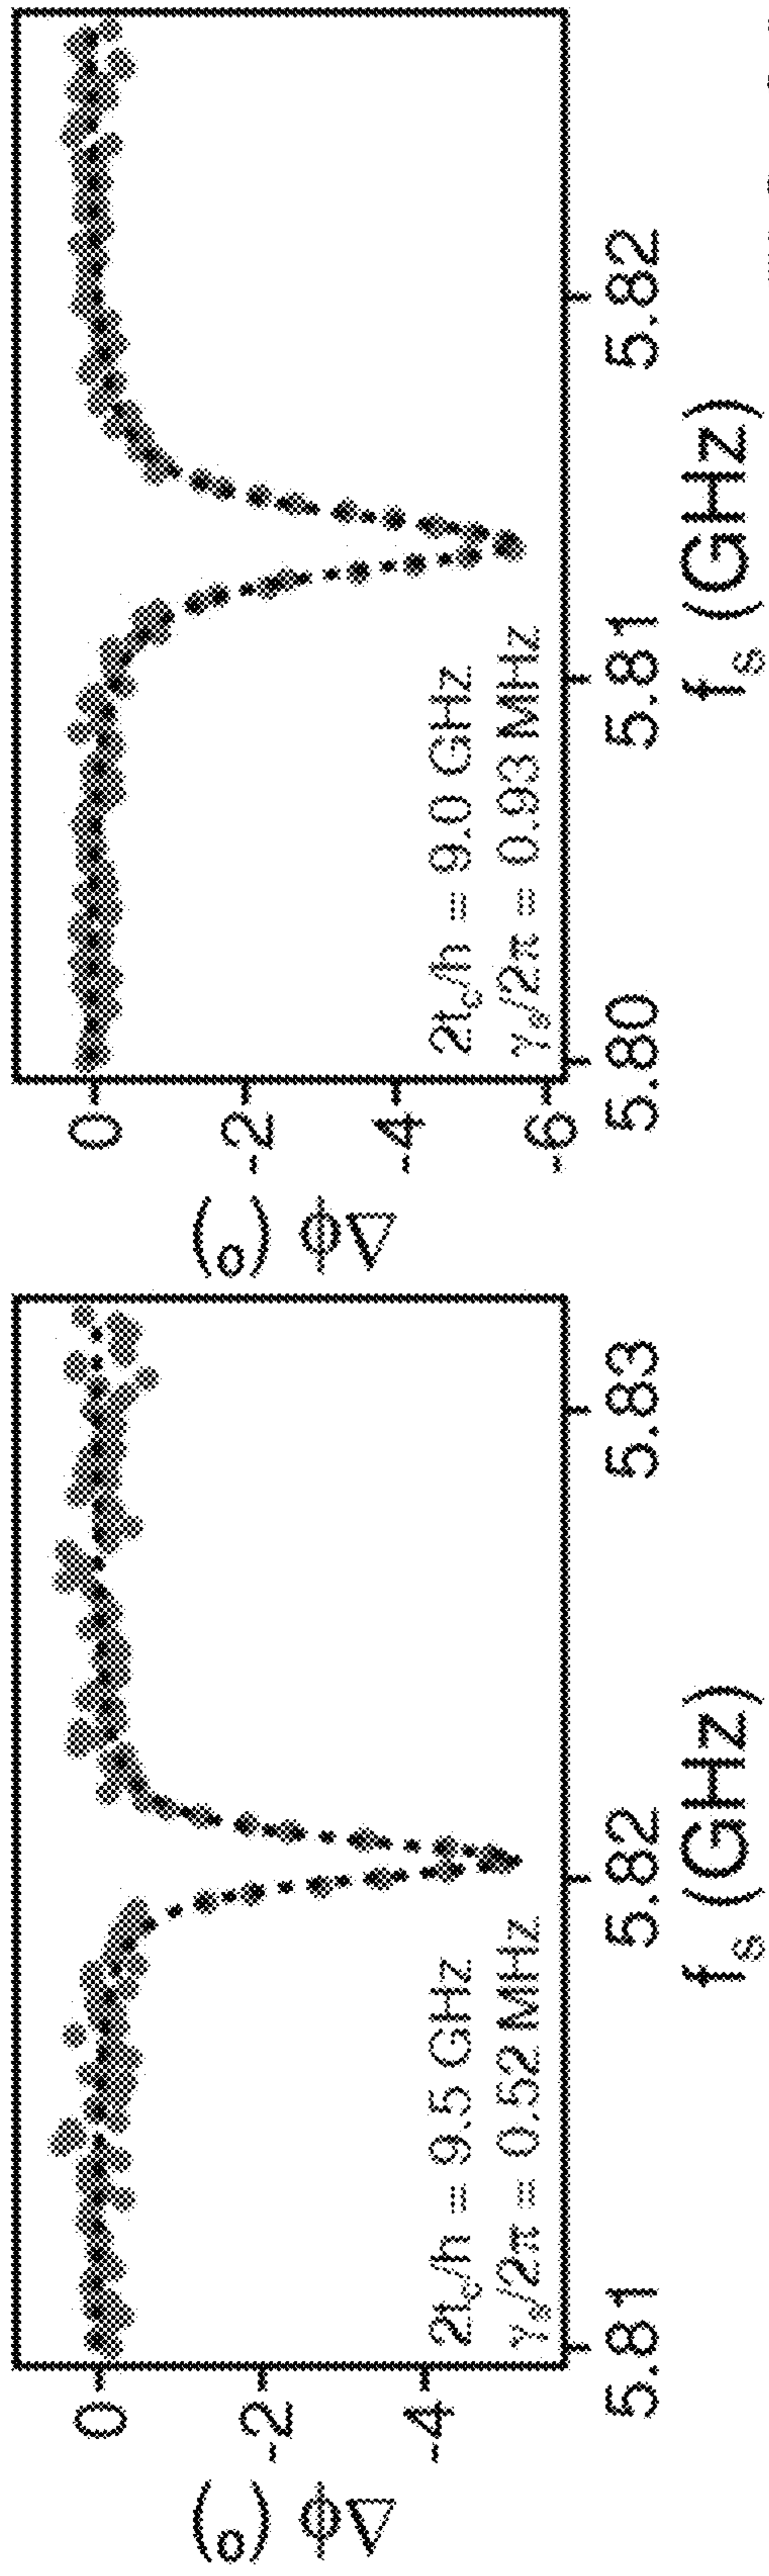 Δφ (°)
0
-2
-4
2t_c/h = 9.5 GHz
γ_s/2π = 0.52 MHz
5.81
5.82
5.83
f_s (GHz)
Δφ (°)
0
-2
-4
-6
2t_c/h = 9.0 GHz
γ_s/2π = 0.93 MHz
5.80
5.81
5.82
f_s (GHz)